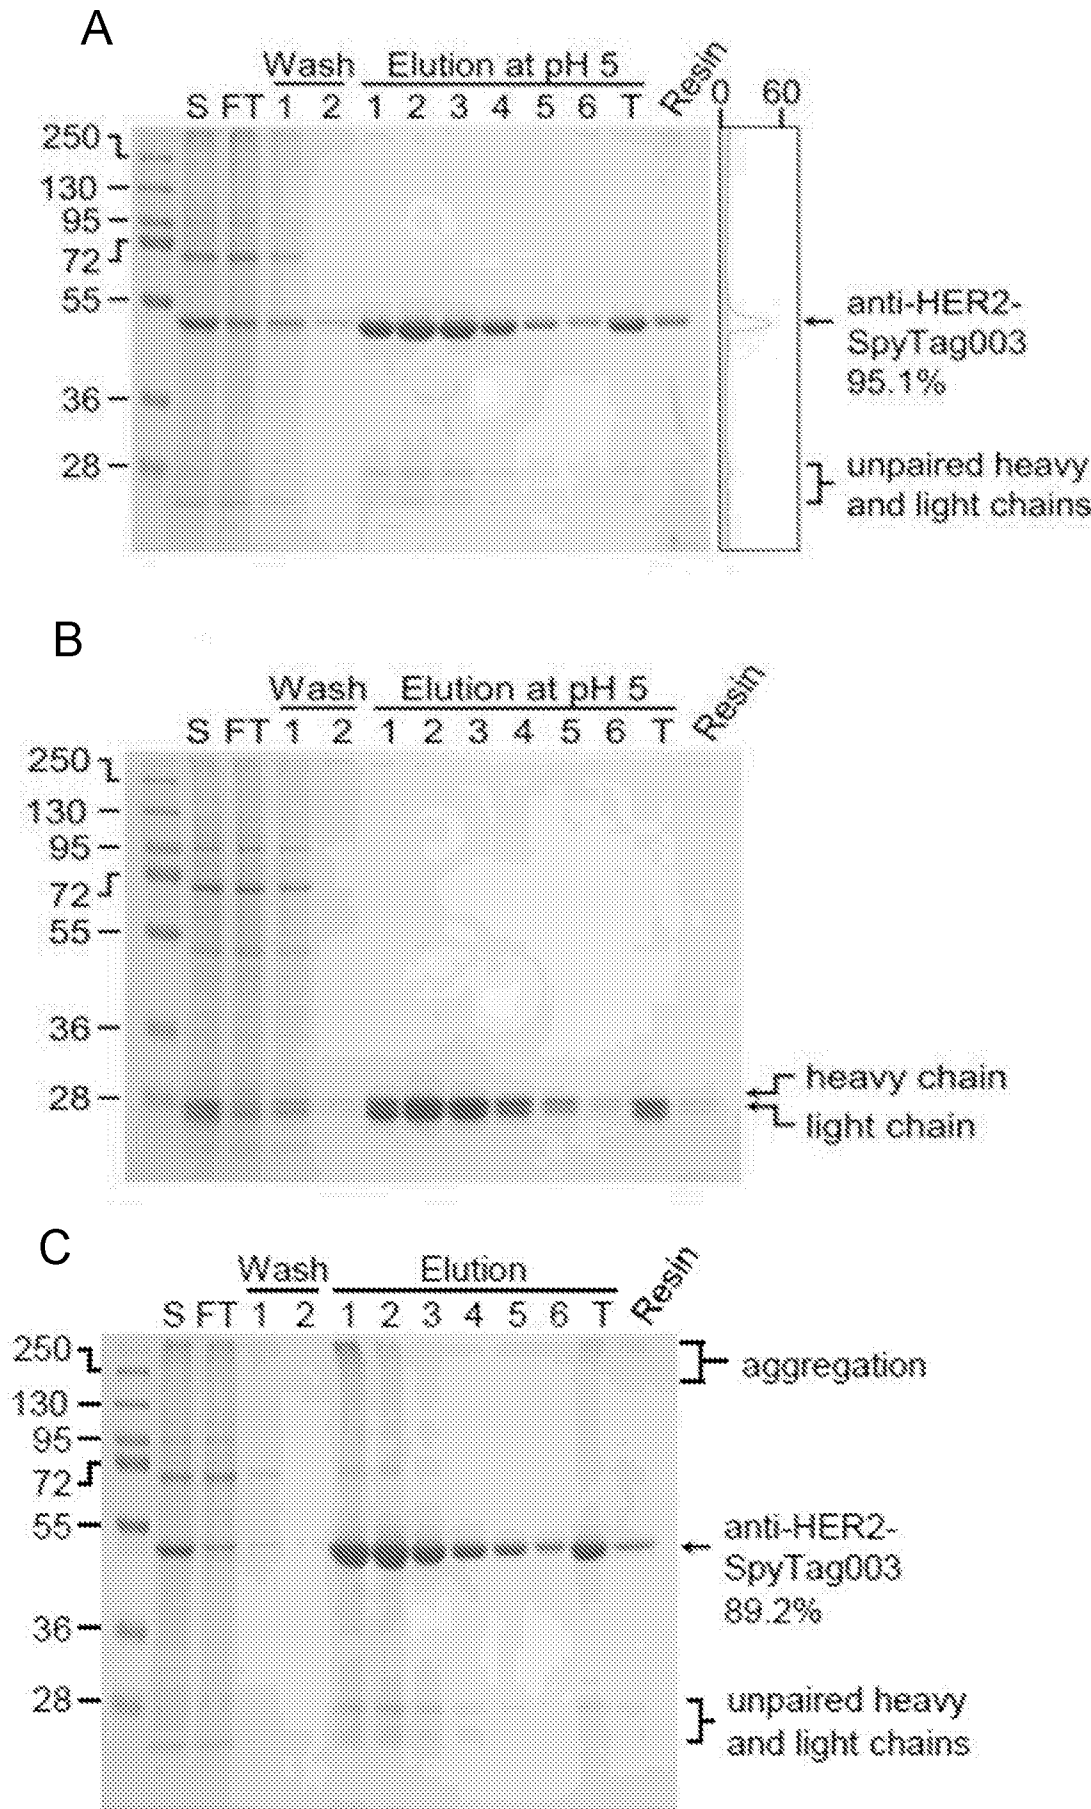 A
Wash Elution at pH 5
S FT 1 2 1 2 3 4 5 6 T Resin 0 60
250
130
95
72
55
36
28
anti-HER2-
SpyTag003
95.1%
unpaired heavy
and light chains
B
Wash Elution at pH 5
S FT 1 2 1 2 3 4 5 6 T Resin
250
130
95
72
55
36
28
heavy chain
light chain
C
Wash Elution
S FT 1 2 1 2 3 4 5 6 T Resin
250
130
95
72
55
36
28
aggregation
anti-HER2-
SpyTag003
89.2%
unpaired heavy
and light chains